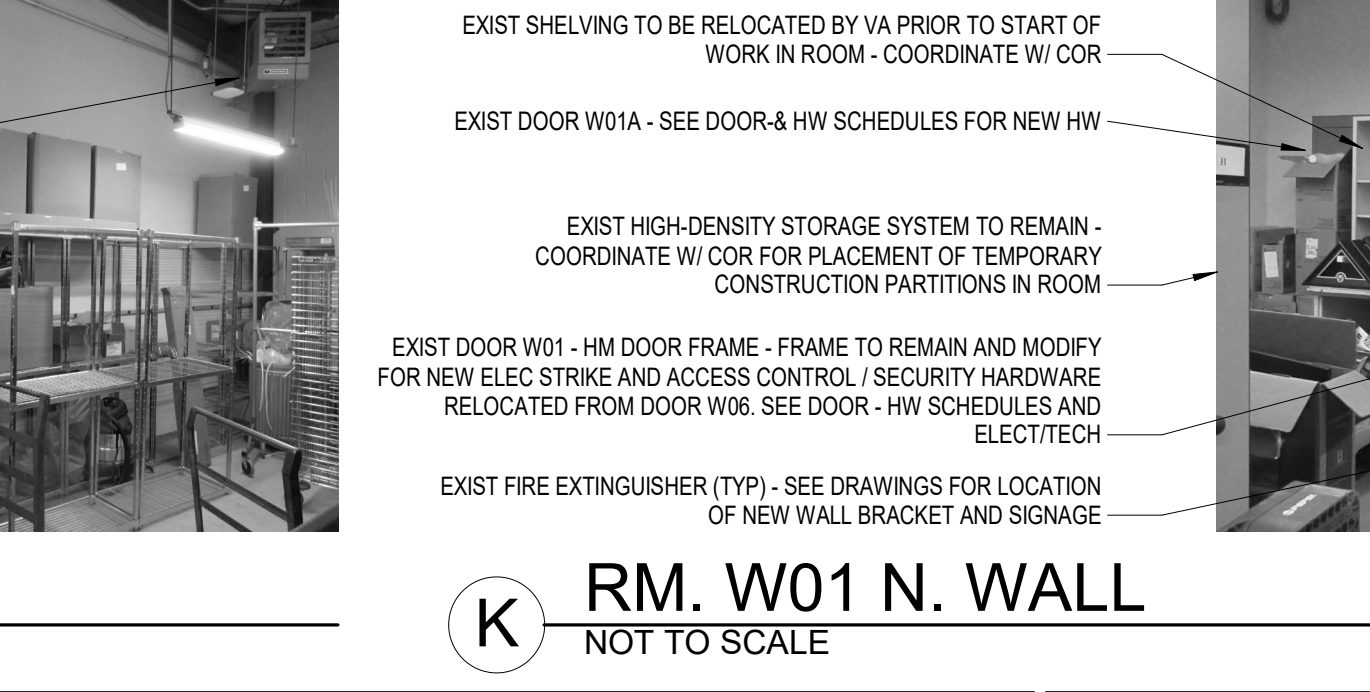 EXIST SHELVING TO BE RELOCATED BY VA PRIOR TO START OF
WORK IN ROOM - COORDINATE W/ COR
EXIST DOOR W01A - SEE DOOR-& HW SCHEDULES FOR NEW HW
H
EXIST HIGH-DENSITY STORAGE SYSTEM TO REMAIN -
COORDINATE W/ COR FOR PLACEMENT OF TEMPORARY
CONSTRUCTION PARTITIONS IN ROOM
EXIST DOOR W01 - HM DOOR FRAME - FRAME TO REMAIN AND MODIFY
FOR NEW ELEC STRIKE AND ACCESS CONTROL / SECURITY HARDWARE
RELOCATED FROM DOOR W06. SEE DOOR - HW SCHEDULES AND
ELECT/TECH
EXIST FIRE EXTINGUISHER (TYP) - SEE DRAWINGS FOR LOCATION
OF NEW WALL BRACKET AND SIGNAGE
K
RM. W01 N. WALL
NOT TO SCALE